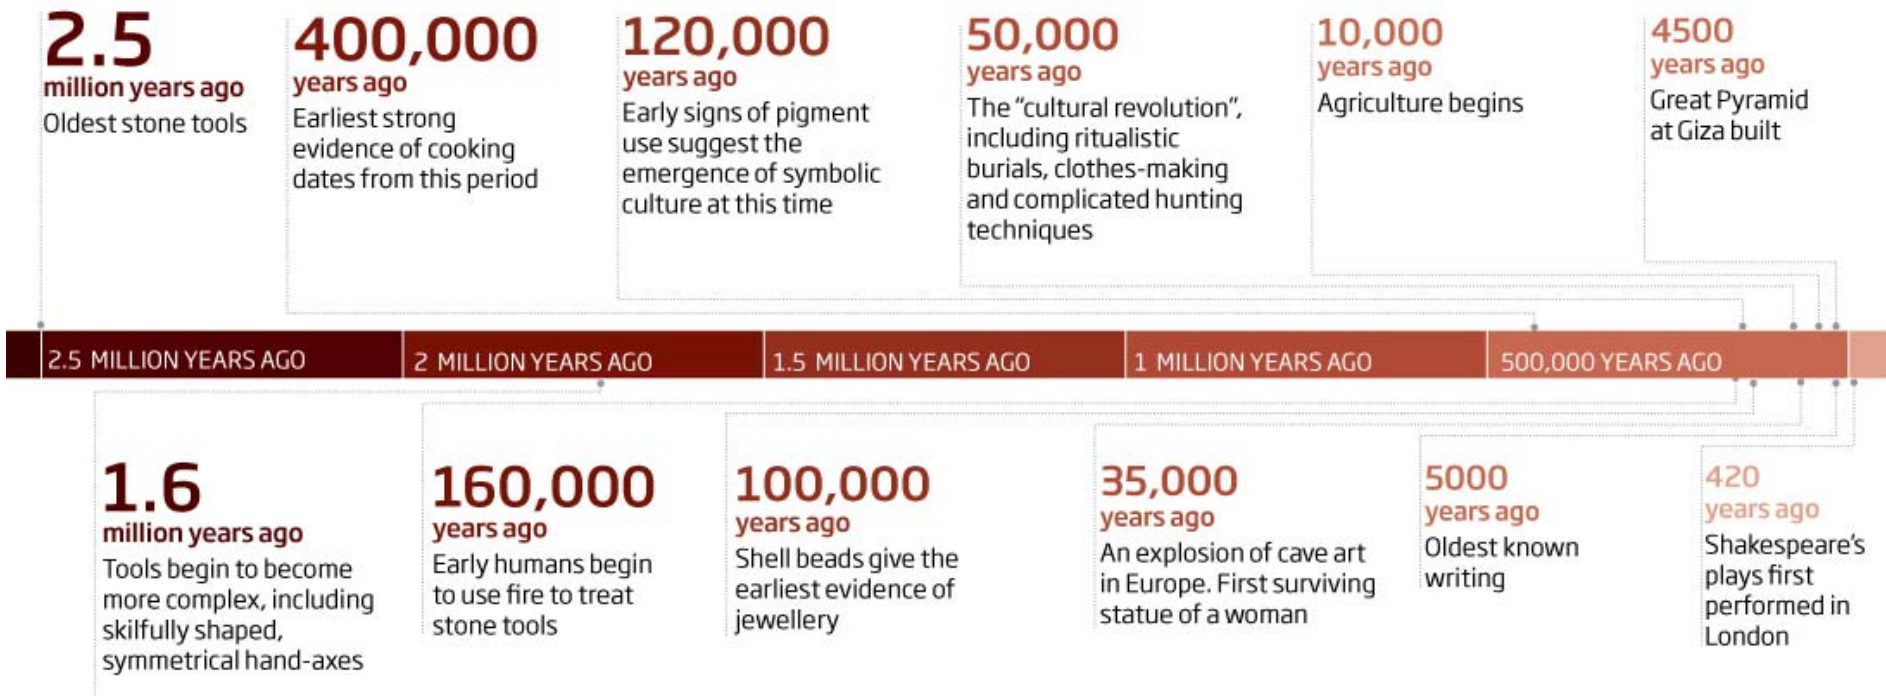 2.5
million years ago
Oldest stone tools
400,000
years ago
Earliest strong
evidence of cooking
dates from this period
120,000
years ago
Early signs of pigment
use suggest the
emergence of symbolic
culture at this time
50,000
years ago
The “cultural revolution”,
including ritualistic
burials, clothes-making
and complicated hunting
techniques
10,000
years ago
Agriculture begins
4500
years ago
Great Pyramid
at Giza built
2.5 MILLION YEARS AGO
2 MILLION YEARS AGO
1.5 MILLION YEARS AGO
1 MILLION YEARS AGO
500,000 YEARS AGO
1.6
million years ago
Tools begin to become
more complex, including
skilfully shaped,
symmetrical hand-axes
160,000
years ago
Early humans begin
to use fire to treat
stone tools
100,000
years ago
Shell beads give the
earliest evidence of
jewellery
35,000
years ago
An explosion of cave art
in Europe. First surviving
statue of a woman
5000
years ago
Oldest known
writing
420
years ago
Shakespeare’s
plays first
performed in
London